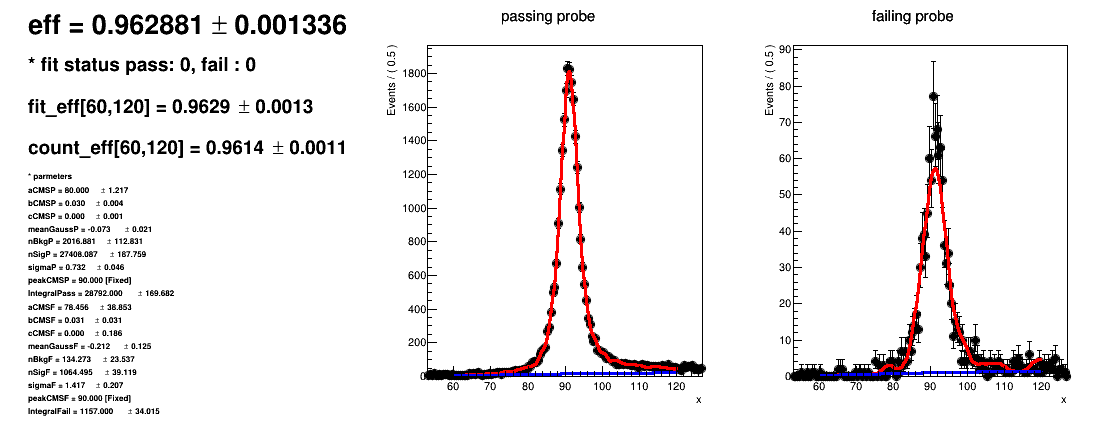 eff = 0.962881 ± 0.001336
* fit status pass: 0, fail : 0
fit_eff[60,120] = 0.9629 ± 0.0013
count_eff[60,120] = 0.9614 ± 0.0011
* parmeters
aCMSP = 80.000 ± 1.217
bCMSP = 0.030 ± 0.004
cCMSP = 0.000 ± 0.001
meanGaussP = -0.073 ± 0.021
nBkgP = 2016.881 ± 112.831
nSigP = 27408.087 ± 187.759
sigmaP = 0.732 ± 0.046
peakCMSP = 90.000 [Fixed]
IntegralPass = 28792.000 ± 169.682
aCMSF = 78.456 ± 38.853
bCMSF = 0.031 ± 0.031
cCMSF = 0.000 ± 0.186
meanGaussF = -0.212 ± 0.125
nBkgF = 134.273 ± 23.537
nSigF = 1064.495 ± 39.119
sigmaF = 1.417 ± 0.207
peakCMSF = 90.000 [Fixed]
IntegralFail = 1157.000 ± 34.015
passing probe
Events / ( 0.5 )
1800
1600
1400
1200
1000
800
600
400
200
0
60 70 80 90 100 110 120
x
failing probe
Events / ( 0.5 )
90
80
70
60
50
40
30
20
10
0
60 70 80 90 100 110 120
x